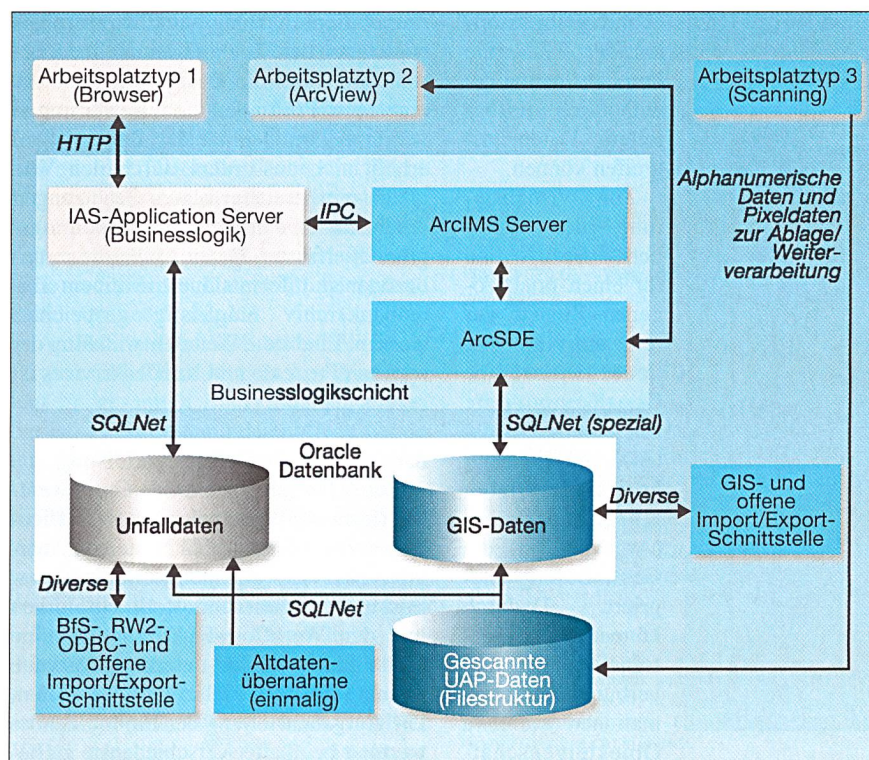 Arbeitsplatztyp 1
(Browser)
Arbeitsplatztyp 2
(ArcView)
Arbeitsplatztyp 3
(Scanning)
HTTP
IAS-Application Server
(Businesslogik)
IPC
ArcIMS Server
Alphanumerische
Daten und
Pixeldaten
zur Ablage/
Weiter-
verarbeitung
ArcSDE
Businesslogikschicht
SQLNet
SQLNet (spezial)
Oracle
Datenbank
Unfalldaten
GIS-Daten
Diverse
GIS- und
offene
Import/Export-
Schnittstelle
Diverse
SQLNet
BfS-, RW2-,
ODBC- und
offene
Import/Export-
Schnittstelle
Altdaten-
übernahme
(einmalig)
Gescannte
UAP-Daten
(Filestruktur)